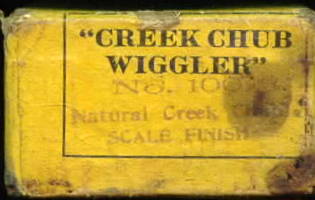 "CREEK CHUB
WIGGLER"
No. 100
Natural Creek
SCALE FINISH